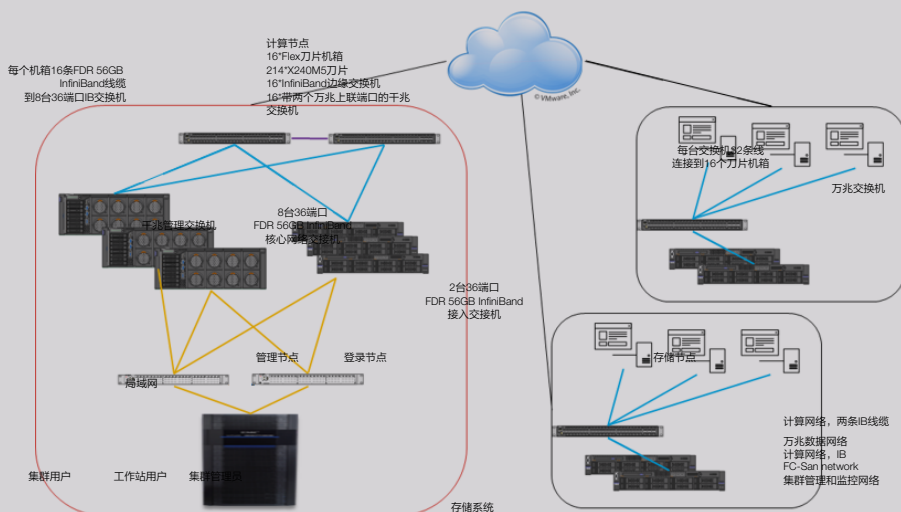 计算节点
16*Flex刀片机箱
214*X240M5刀片
16*InfiniBand边缘交换机
16*带两个万兆上联端口的千兆
交换机
每个机箱16条FDR 56GB
InfiniBand线缆
到8台36端口IB交换机
© VMware, Inc.
每台交换机32条线
连接到16个刀片机箱
万兆交换机
千兆管理交换机
8台36端口
FDR 56GB InfiniBand
核心网络交换机
2台36端口
FDR 56GB InfiniBand
接入交换机
管理节点
登录节点
存储节点
局域网
计算网络，两条IB线缆
万兆数据网络
计算网络，IB
FC-San network
集群管理和监控网络
集群用户
工作站用户
集群管理员
存储系统